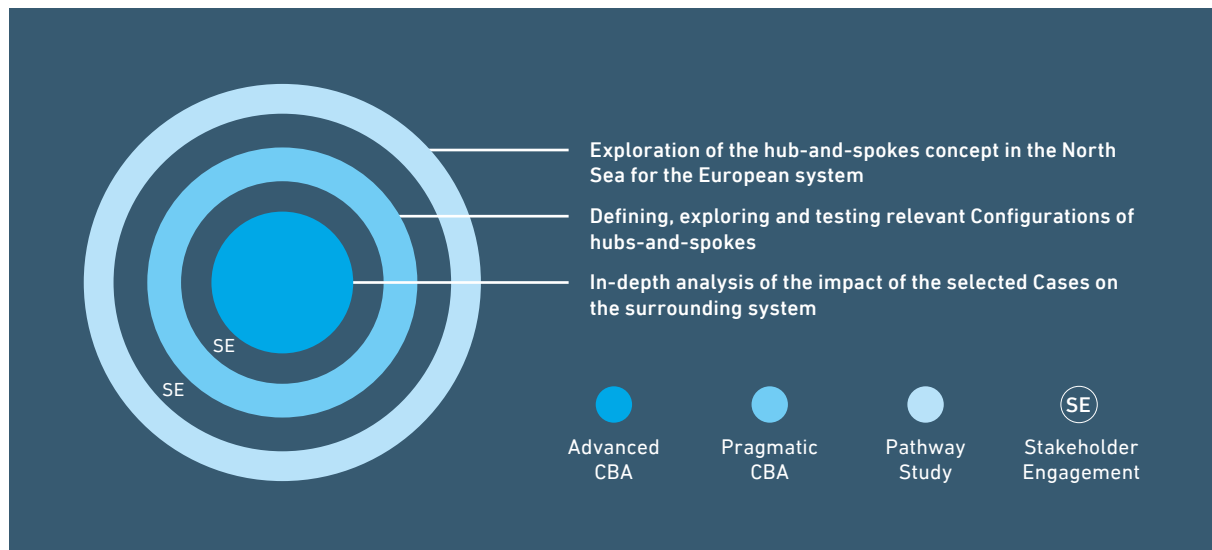 Exploration of the hub-and-spokes concept in the North
Sea for the European system
Defining, exploring and testing relevant Configurations of
hubs-and-spokes
In-depth analysis of the impact of the selected Cases on
the surrounding system
SE
SE
SE
Advanced
CBA
Pragmatic
CBA
Pathway
Study
Stakeholder
Engagement